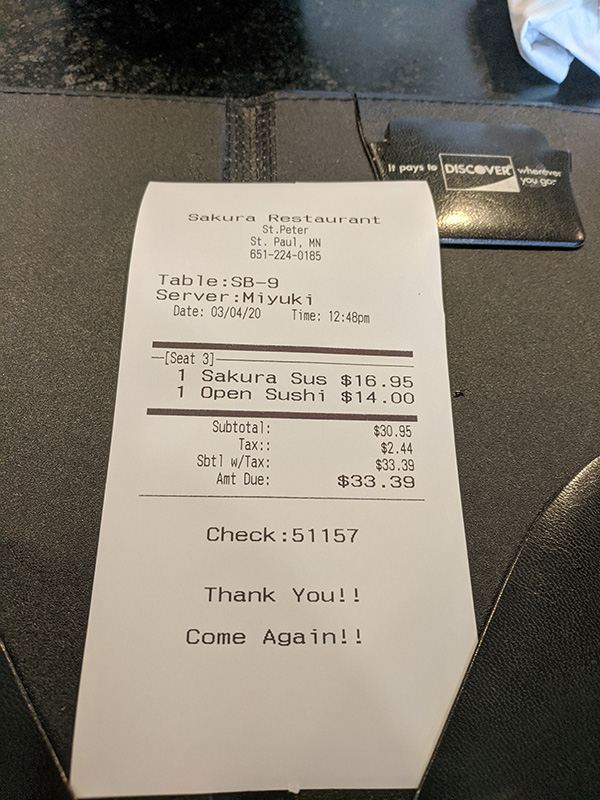 It pays to DISCOVER wherever you go
Sakura Restaurant
St.Peter
St. Paul, MN
651-224-0185
Table:SB-9
Server:Miyuki
Date: 03/04/20 Time: 12:48pm
[Seat 3]
1 Sakura Sus $16.95
1 Open Sushi $14.00
Subtotal: $30.95
Tax:: $2.44
Sbtl w/Tax: $33.39
Amt Due: $33.39
Check:51157
Thank You!!
Come Again!!